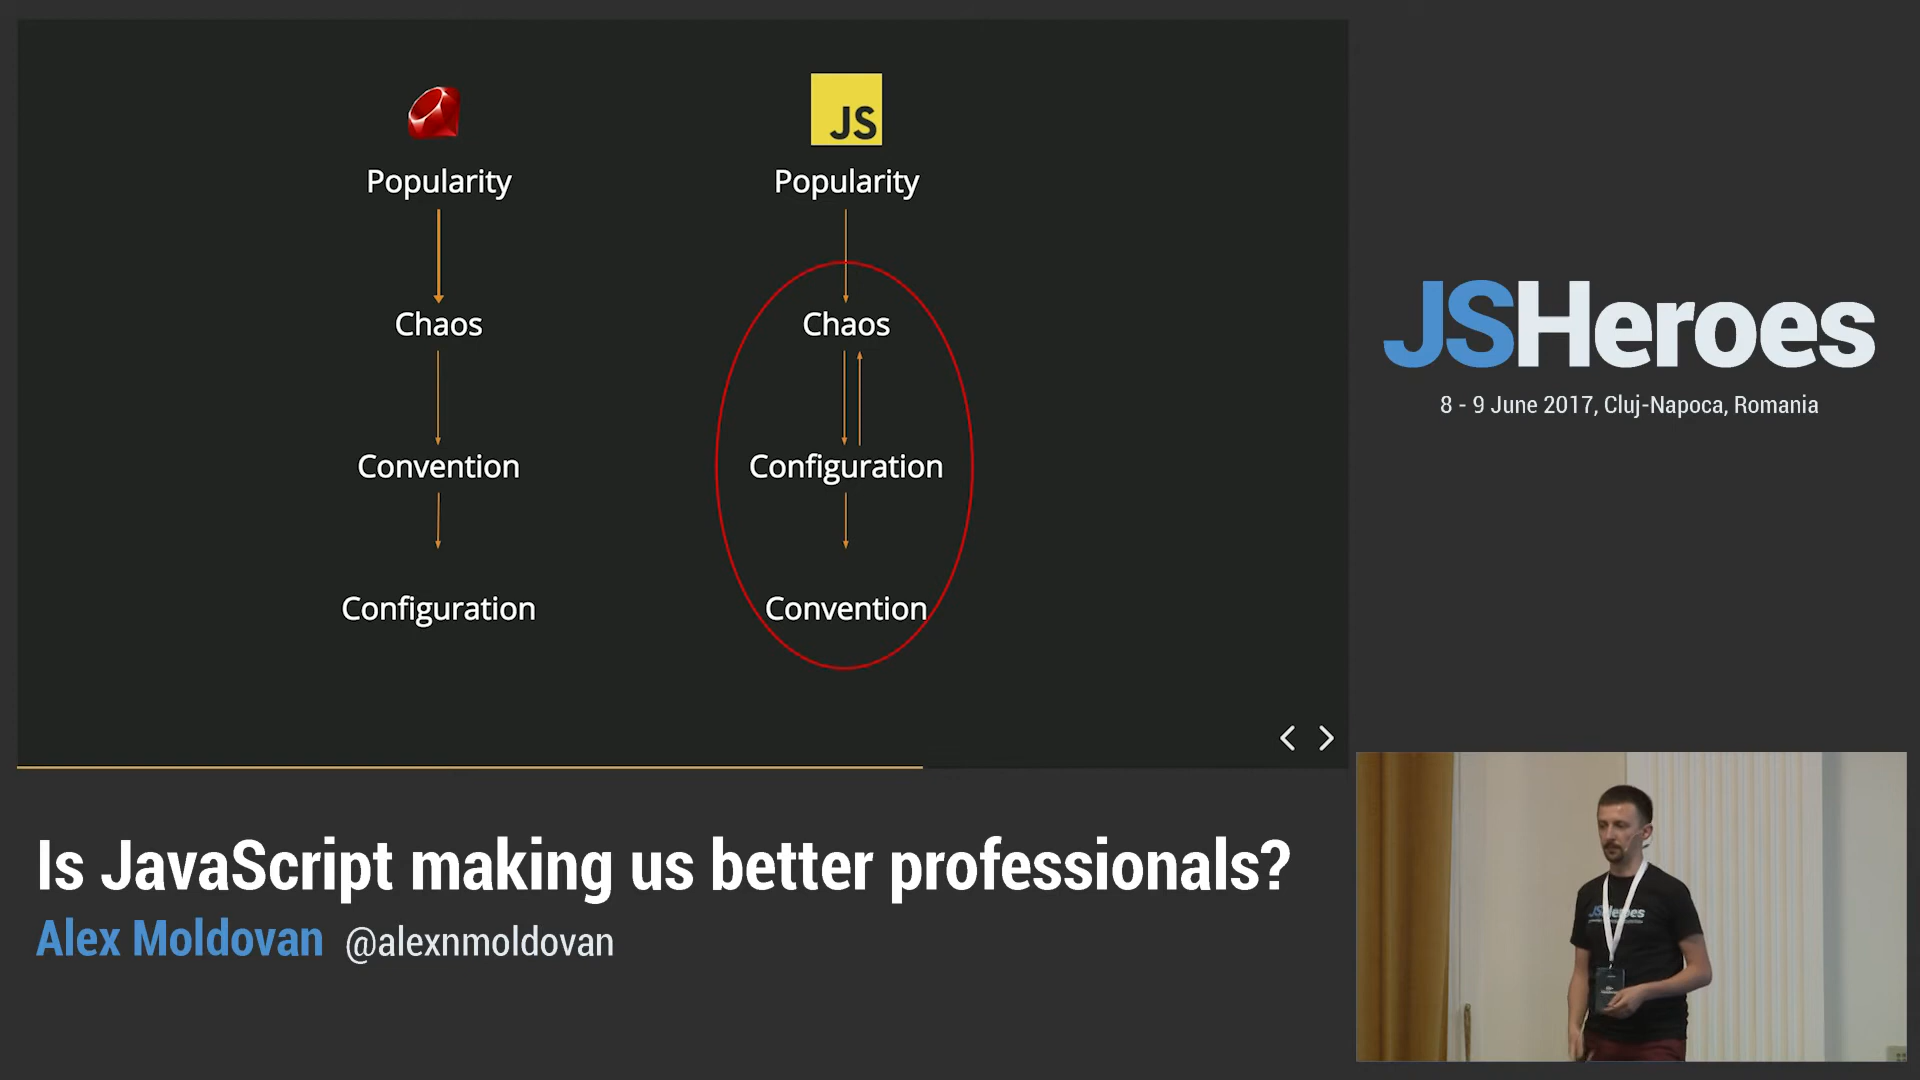 JS
Popularity
Popularity
Chaos
Chaos
Convention
Configuration
Configuration
Convention
JSHeroes
8 - 9 June 2017, Cluj-Napoca, Romania
Is JavaScript making us better professionals?
Alex Moldovan @alexnmoldovan
JSHeroes